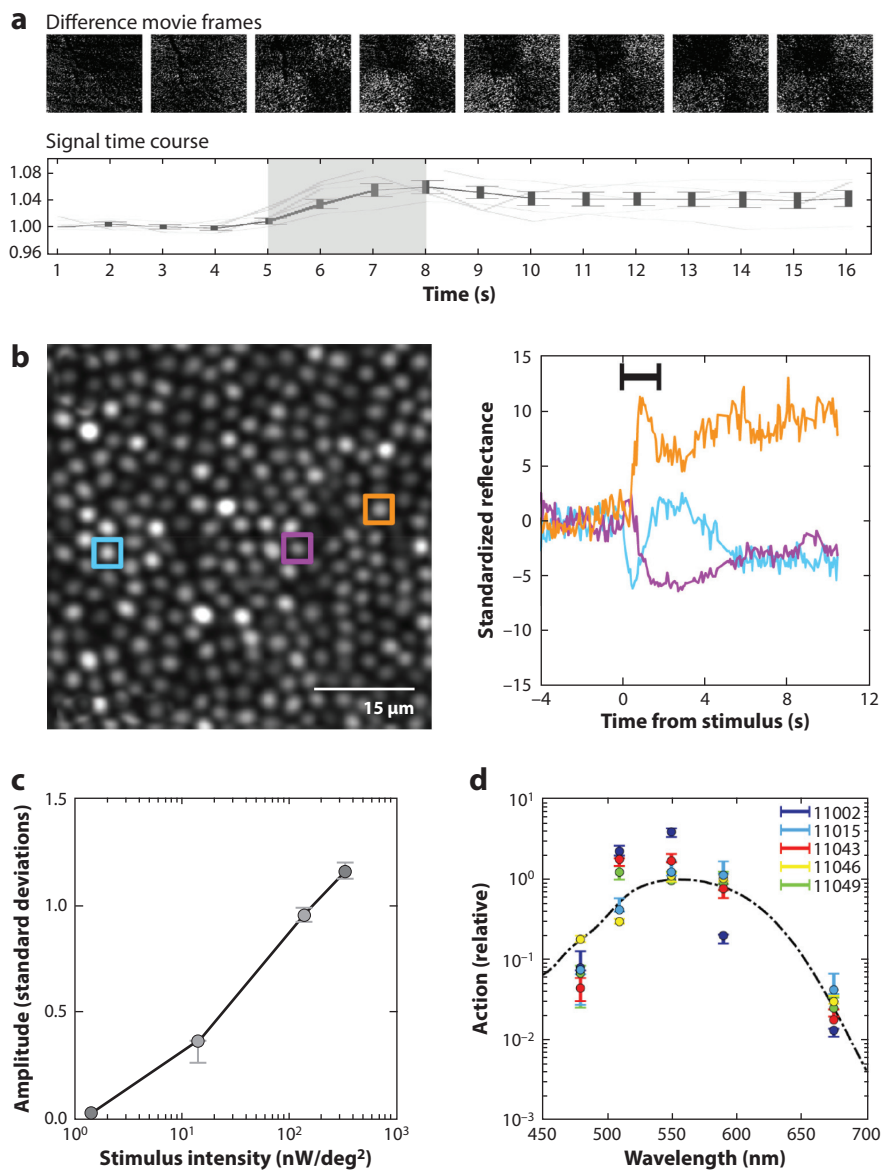 a Difference movie frames
Signal time course
1.08
1.04
1.00
0.96
1 2 3 4 5 6 7 8 9 10 11 12 13 14 15 16
Time (s)
b
15 µm
15
10
5
0
–5
–10
–15
–4 0 4 8 12
Standardized reflectance
Time from stimulus (s)
c
1.5
1.0
0.5
0.0
10⁰ 10¹ 10² 10³
Amplitude (standard deviations)
Stimulus intensity (nW/deg²)
d
10¹
10⁰
10⁻¹
10⁻²
10⁻³
450 500 550 600 650 700
Action (relative)
Wavelength (nm)
11002
11015
11043
11046
11049